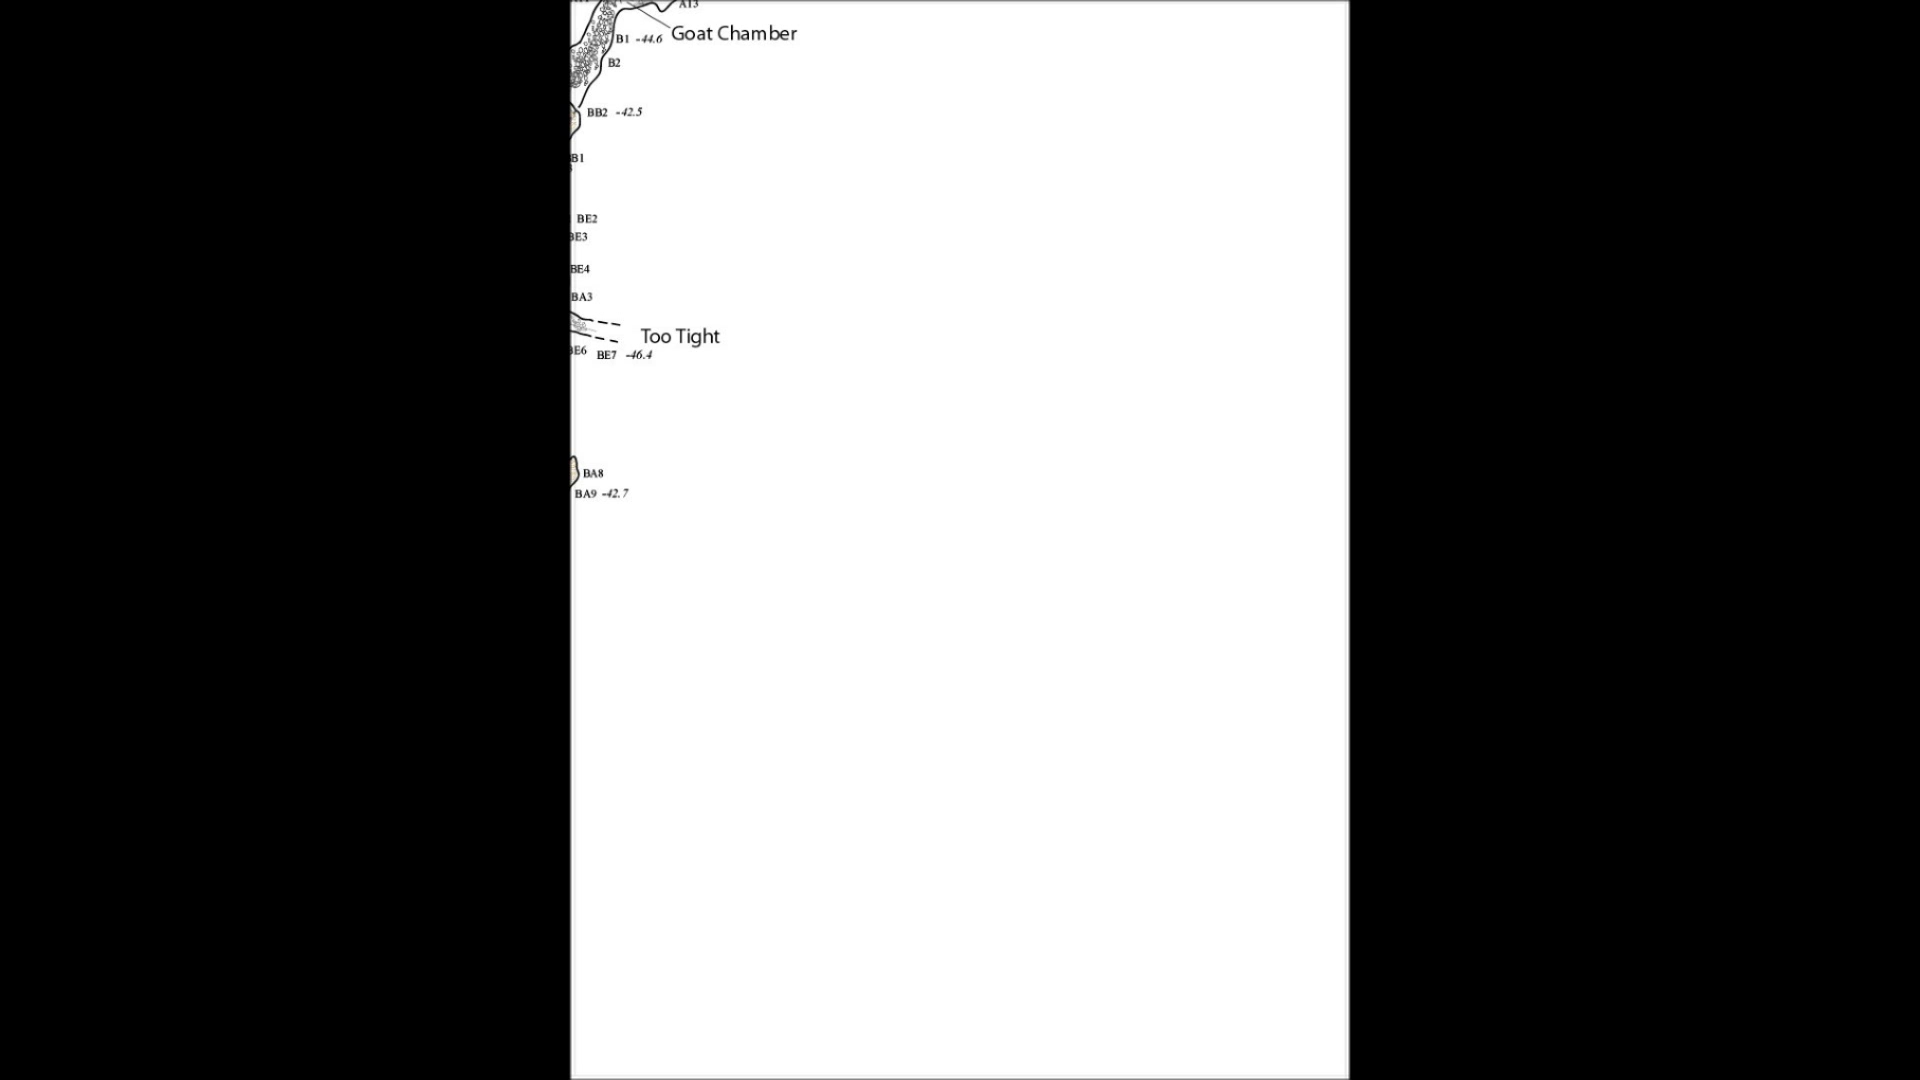 A13
B1 -44.6 Goat Chamber
B2
BB2 -42.5
B1
BE2
BE3
BE4
BA3
Too Tight
BE6 BE7 -46.4
BA8
BA9 -42.7